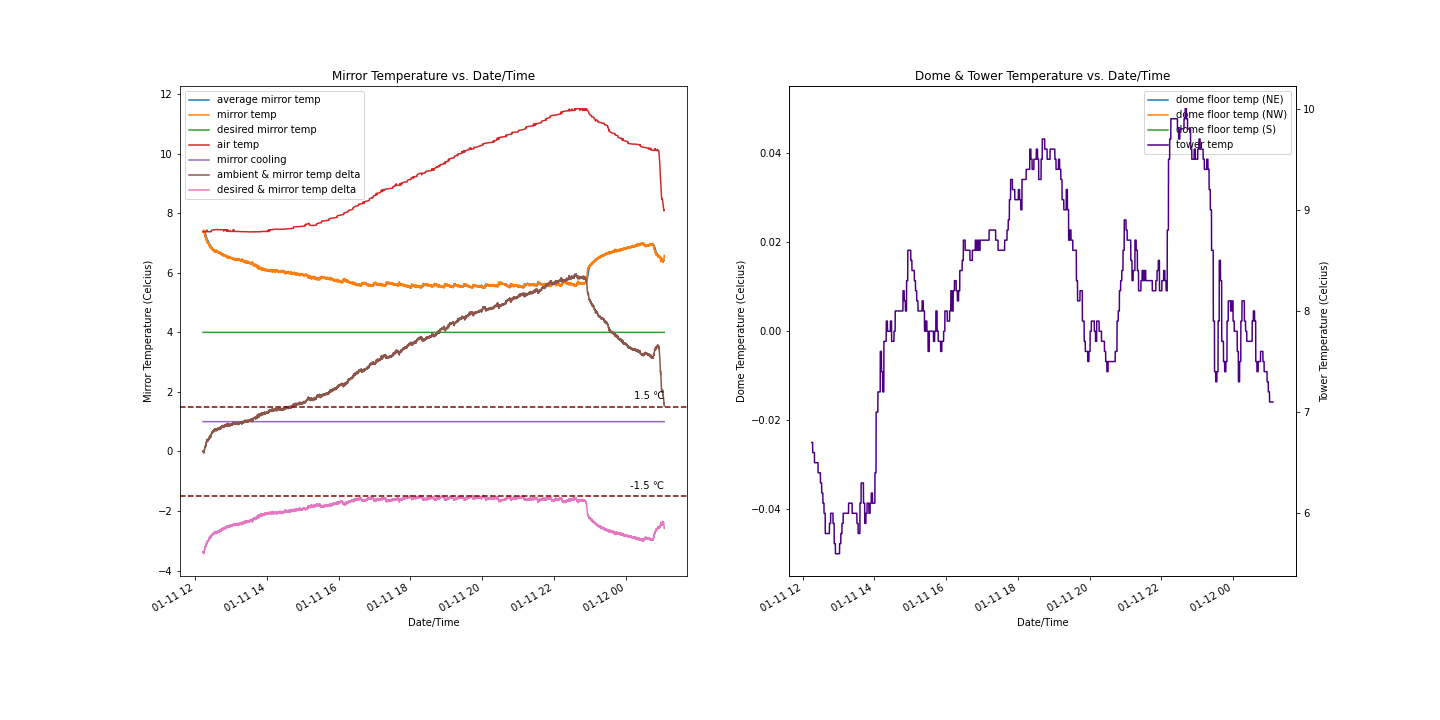 Mirror Temperature vs. Date/Time
12
10
8
6
4
2
0
−2
−4
Mirror Temperature (Celcius)
average mirror temp
mirror temp
desired mirror temp
air temp
mirror cooling
ambient & mirror temp delta
desired & mirror temp delta
1.5 °C
-1.5 °C
01-11 12
01-11 14
01-11 16
01-11 18
01-11 20
01-11 22
01-12 00
Date/Time
Dome & Tower Temperature vs. Date/Time
0.04
0.02
0.00
−0.02
−0.04
Dome Temperature (Celcius)
dome floor temp (NE)
dome floor temp (NW)
dome floor temp (S)
tower temp
10
9
8
7
6
Tower Temperature (Celcius)
01-11 12
01-11 14
01-11 16
01-11 18
01-11 20
01-11 22
01-12 00
Date/Time